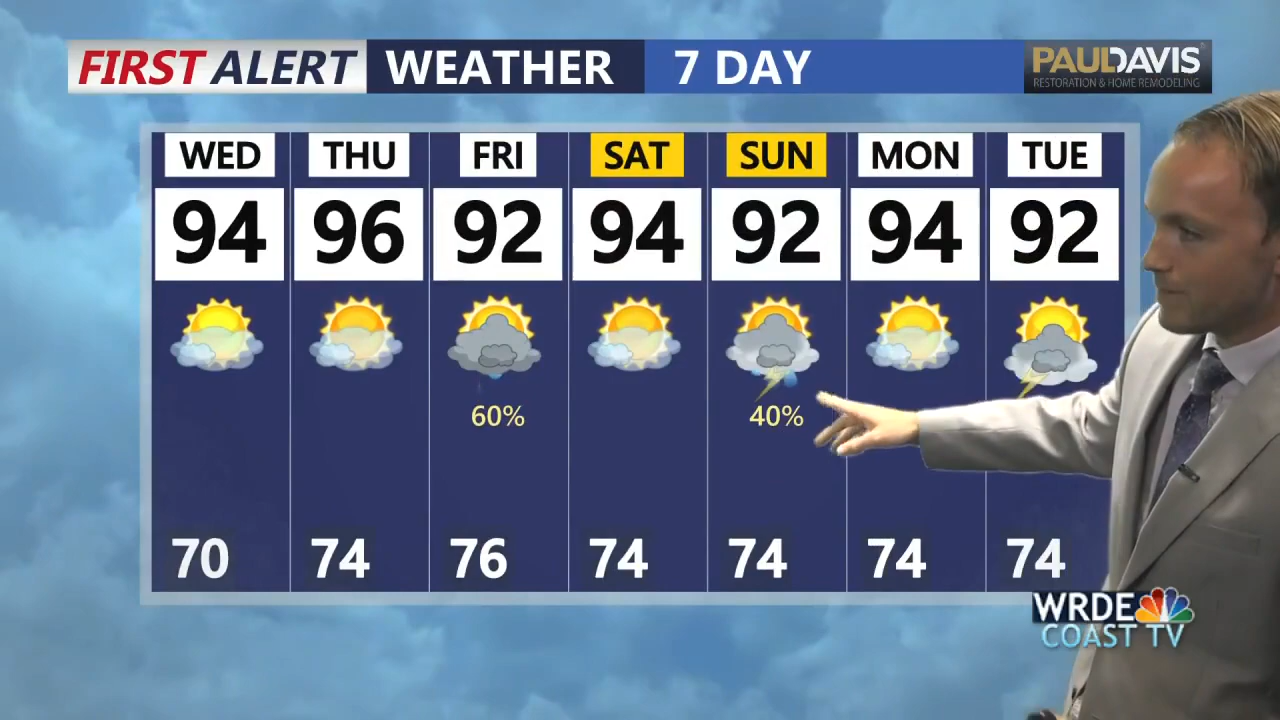 FIRST ALERT WEATHER 7 DAY
PAUL DAVIS
RESTORATION & HOME REMODELING
WED THU FRI SAT SUN MON TUE
94 96 92 94 92 94 92
60% 40%
70 74 76 74 74 74 74
WRDE
COAST TV